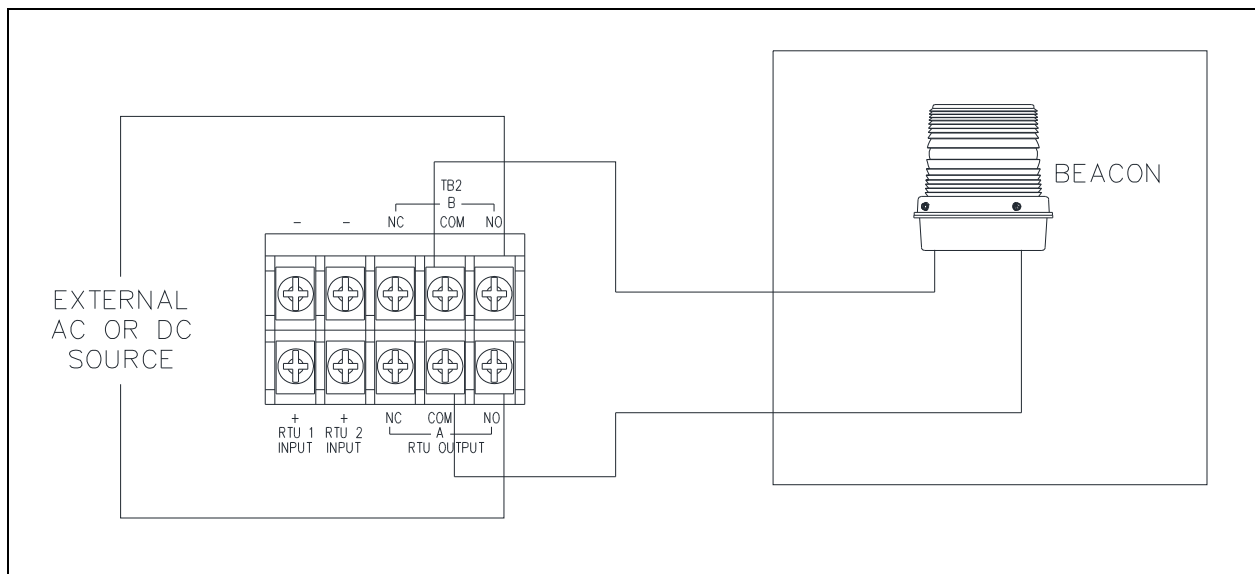 TB2
B
- - NC COM NO
BEACON
EXTERNAL
AC OR DC
SOURCE
+ + NC COM NO
RTU 1 RTU 2 A
INPUT INPUT RTU OUTPUT